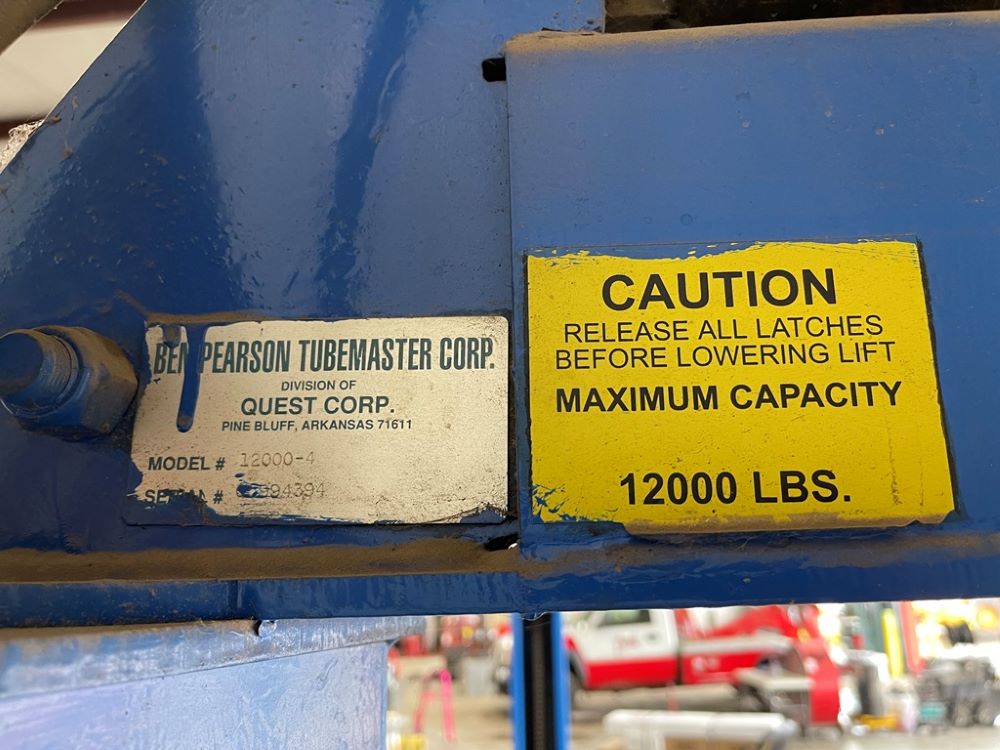 BEN PEARSON TUBEMASTER CORP.
DIVISION OF
QUEST CORP.
PINE BLUFF, ARKANSAS 71611
MODEL # 12000-4
SERIAL #
CAUTION
RELEASE ALL LATCHES
BEFORE LOWERING LIFT
MAXIMUM CAPACITY
12000 LBS.